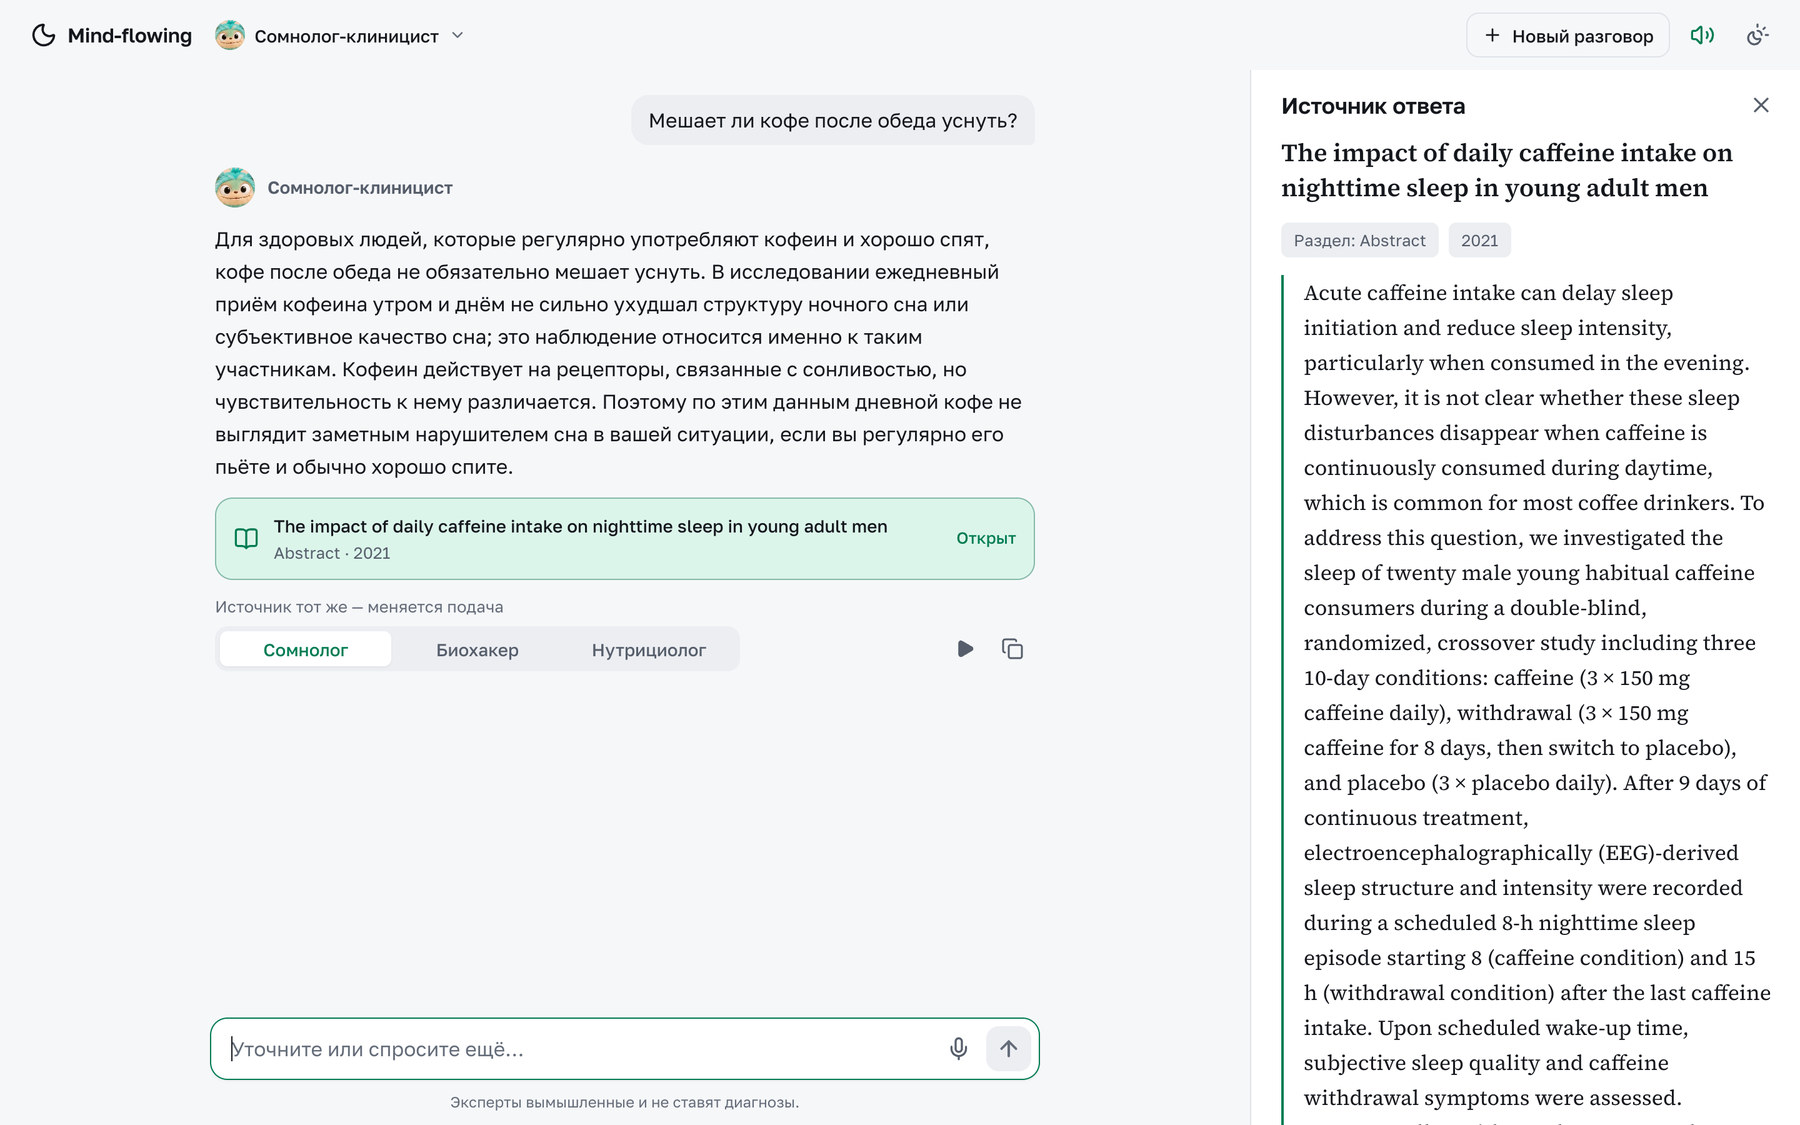 Mind-flowing
Сомнолог-клиницист
Новый разговор
Мешает ли кофе после обеда уснуть?
Сомнолог-клиницист
Для здоровых людей, которые регулярно употребляют кофеин и хорошо спят,
кофе после обеда не обязательно мешает уснуть. В исследовании ежедневный
приём кофеина утром и днём не сильно ухудшал структуру ночного сна или
субъективное качество сна; это наблюдение относится именно к таким
участникам. Кофеин действует на рецепторы, связанные с сонливостью, но
чувствительность к нему различается. Поэтому по этим данным дневной кофе не
выглядит заметным нарушителем сна в вашей ситуации, если вы регулярно его
пьёте и обычно хорошо спите.
The impact of daily caffeine intake on nighttime sleep in young adult men
Abstract · 2021
Открыт
Источник тот же — меняется подача
Сомнолог
Биохакер
Нутрициолог
Уточните или спросите ещё...
Эксперты вымышленные и не ставят диагнозы.
Источник ответа
The impact of daily caffeine intake on
nighttime sleep in young adult men
Раздел: Abstract
2021
Acute caffeine intake can delay sleep
initiation and reduce sleep intensity,
particularly when consumed in the evening.
However, it is not clear whether these sleep
disturbances disappear when caffeine is
continuously consumed during daytime,
which is common for most coffee drinkers. To
address this question, we investigated the
sleep of twenty male young habitual caffeine
consumers during a double-blind,
randomized, crossover study including three
10-day conditions: caffeine (3 × 150 mg
caffeine daily), withdrawal (3 × 150 mg
caffeine for 8 days, then switch to placebo),
and placebo (3 × placebo daily). After 9 days of
continuous treatment,
electroencephalographically (EEG)-derived
sleep structure and intensity were recorded
during a scheduled 8-h nighttime sleep
episode starting 8 (caffeine condition) and 15
h (withdrawal condition) after the last caffeine
intake. Upon scheduled wake-up time,
subjective sleep quality and caffeine
withdrawal symptoms were assessed.